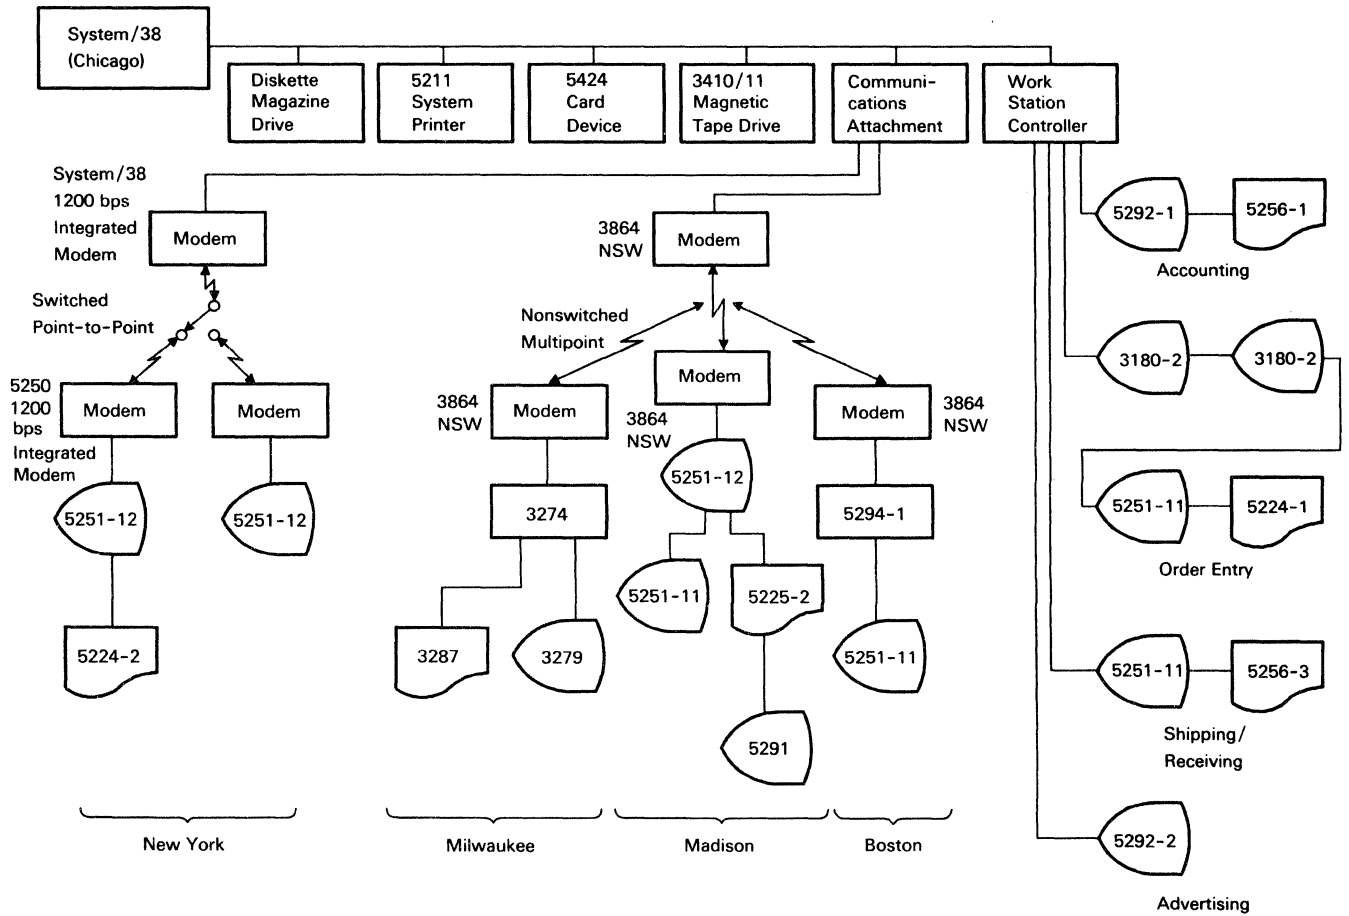 System/38
(Chicago)
Diskette
Magazine
Drive
5211
System
Printer
5424
Card
Device
3410/11
Magnetic
Tape Drive
Communi-
cations
Attachment
Work
Station
Controller
System/38
1200 bps
Integrated
Modem
Modem
3864
NSW
Modem
5292-1
5256-1
Accounting
Switched
Point-to-Point
Nonswitched
Multipoint
3180-2
3180-2
5250
1200
bps
Integrated
Modem
Modem
Modem
3864
NSW
Modem
Modem
3864
NSW
Modem
3864
NSW
5251-12
5251-12
3274
5251-12
5294-1
5251-11
5224-1
Order Entry
5224-2
3287
3279
5251-11
5225-2
5291
5251-11
5251-11
5256-3
Shipping/
Receiving
5292-2
Advertising
New York
Milwaukee
Madison
Boston